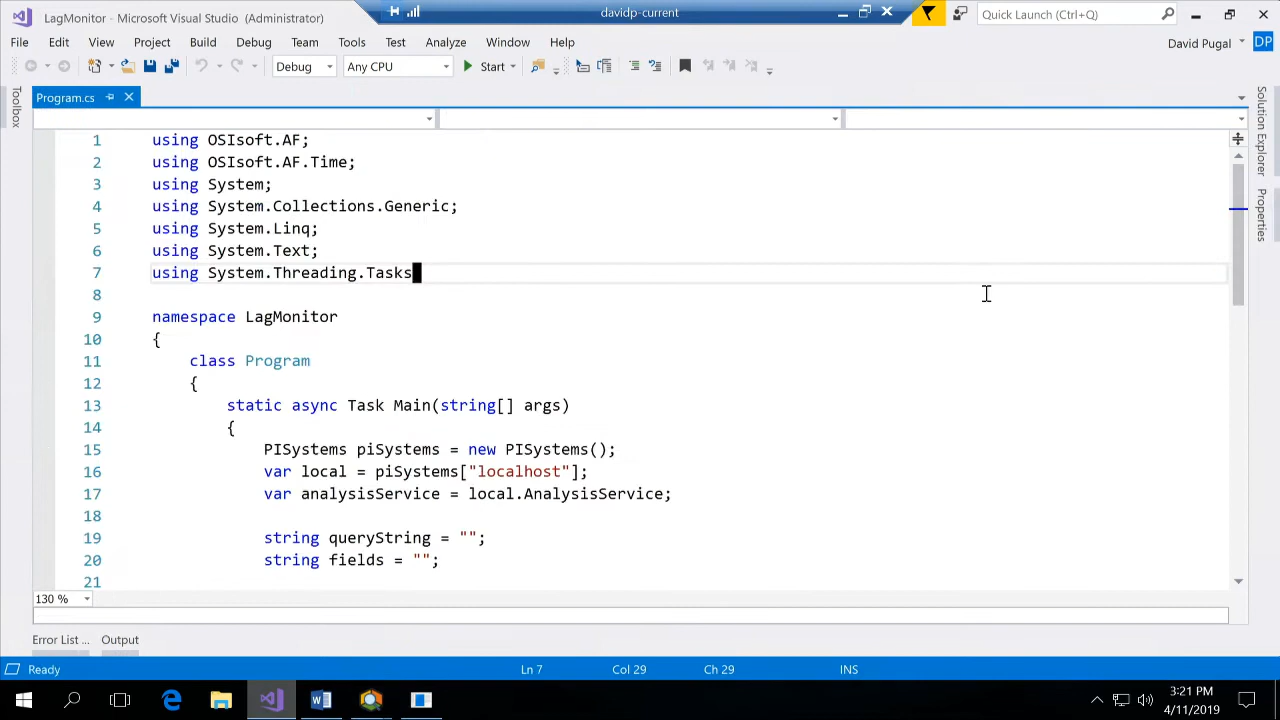 LagMonitor - Microsoft Visual Studio (Administrator)
davidp-current
Quick Launch (Ctrl+Q)
File Edit View Project Build Debug Team Tools Test Analyze Window Help
David Pugal
DP
Debug Any CPU Start
Program.cs
Toolbox
Solution Explorer
Properties
1 using OSIsoft.AF;
2 using OSIsoft.AF.Time;
3 using System;
4 using System.Collections.Generic;
5 using System.Linq;
6 using System.Text;
7 using System.Threading.Tasks
8
9 namespace LagMonitor
10 {
11 class Program
12 {
13 static async Task Main(string[] args)
14 {
15 PISystems piSystems = new PISystems();
16 var local = piSystems["localhost"];
17 var analysisService = local.AnalysisService;
18
19 string queryString = "";
20 string fields = "";
21
130 %
Error List ... Output
Ready Ln 7 Col 29 Ch 29 INS
3:21 PM
4/11/2019